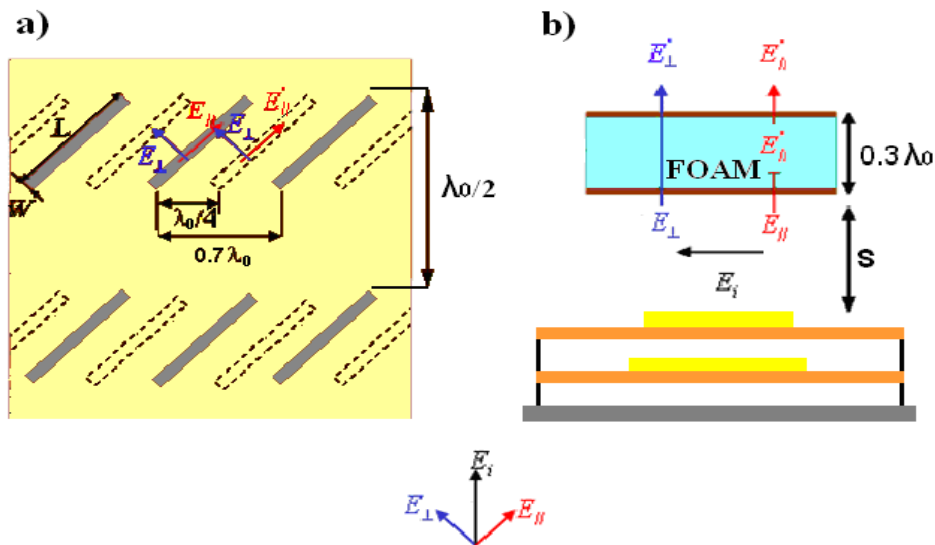 a)
L
W
E∥
E⊥
E⊥
E*∥
λ0/4
0.7 λ0
λ0/2
b)
E*⊥
E*∥
E*∥
FOAM
0.3 λ0
E⊥
E∥
Ei
S
Ei
E⊥
E∥